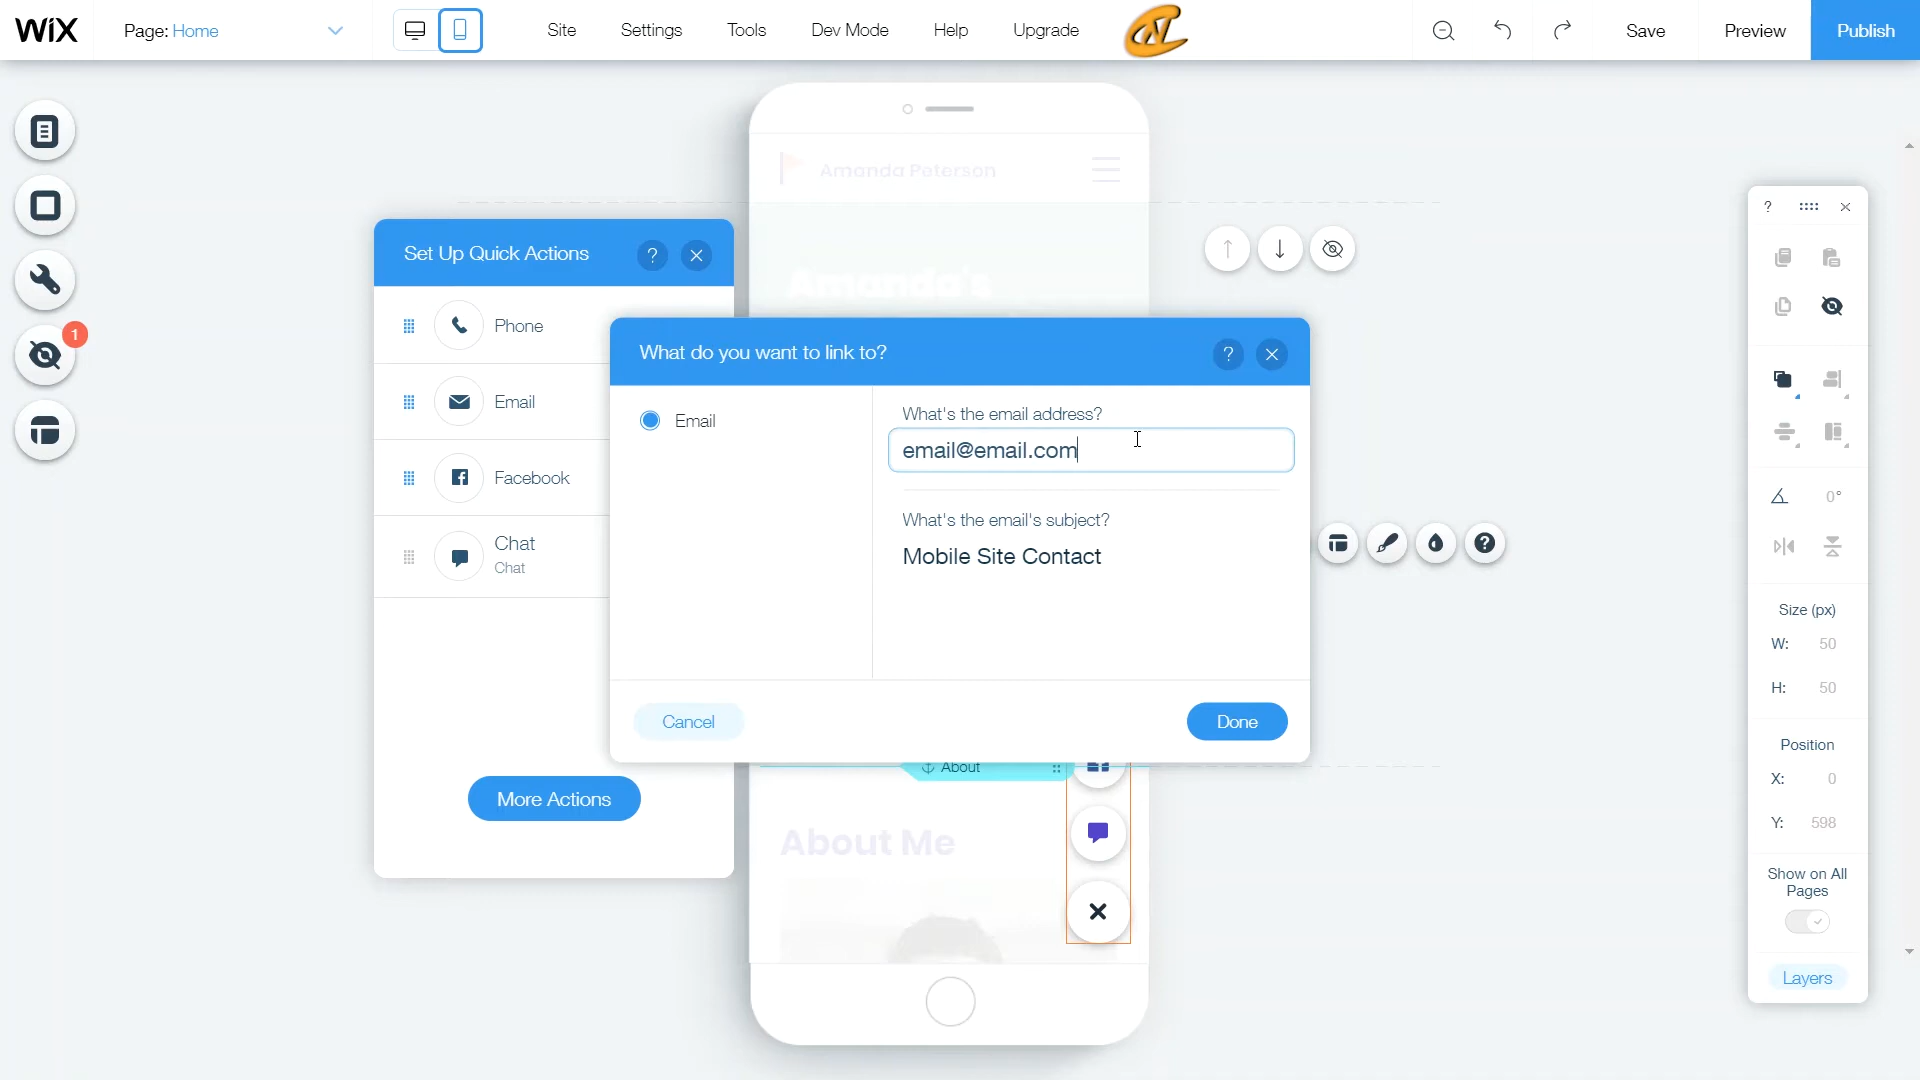 WIX
Page: Home
Site
Settings
Tools
Dev Mode
Help
Upgrade
Save
Preview
Publish
Amanda Peterson
Amanda's
1
Set Up Quick Actions
?
Phone
Email
Facebook
Chat
Chat
More Actions
What do you want to link to?
?
Email
What's the email address?
email@email.com
What's the email's subject?
Mobile Site Contact
Cancel
Done
About
About Me
?
?
0°
Size (px)
W: 50
H: 50
Position
X: 0
Y: 598
Show on All
Pages
Layers